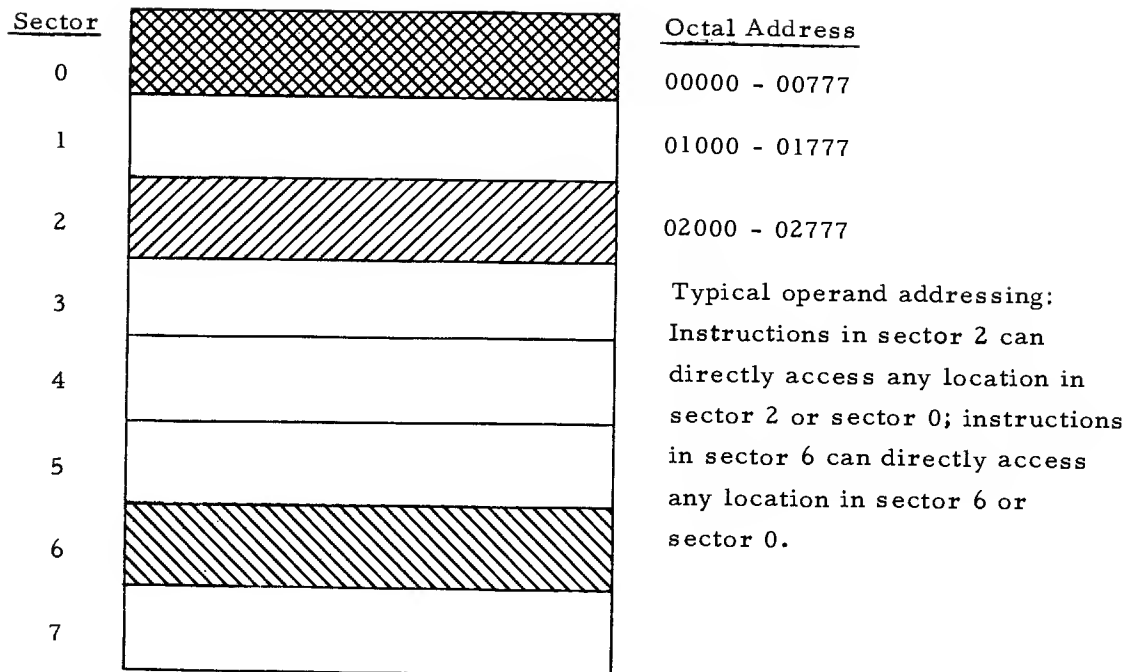 Sector
Octal Address
0
00000 - 00777
1
01000 - 01777
2
02000 - 02777
3
Typical operand addressing:
Instructions in sector 2 can
directly access any location in
sector 2 or sector 0; instructions
in sector 6 can directly access
any location in sector 6 or
sector 0.
4
5
6
7